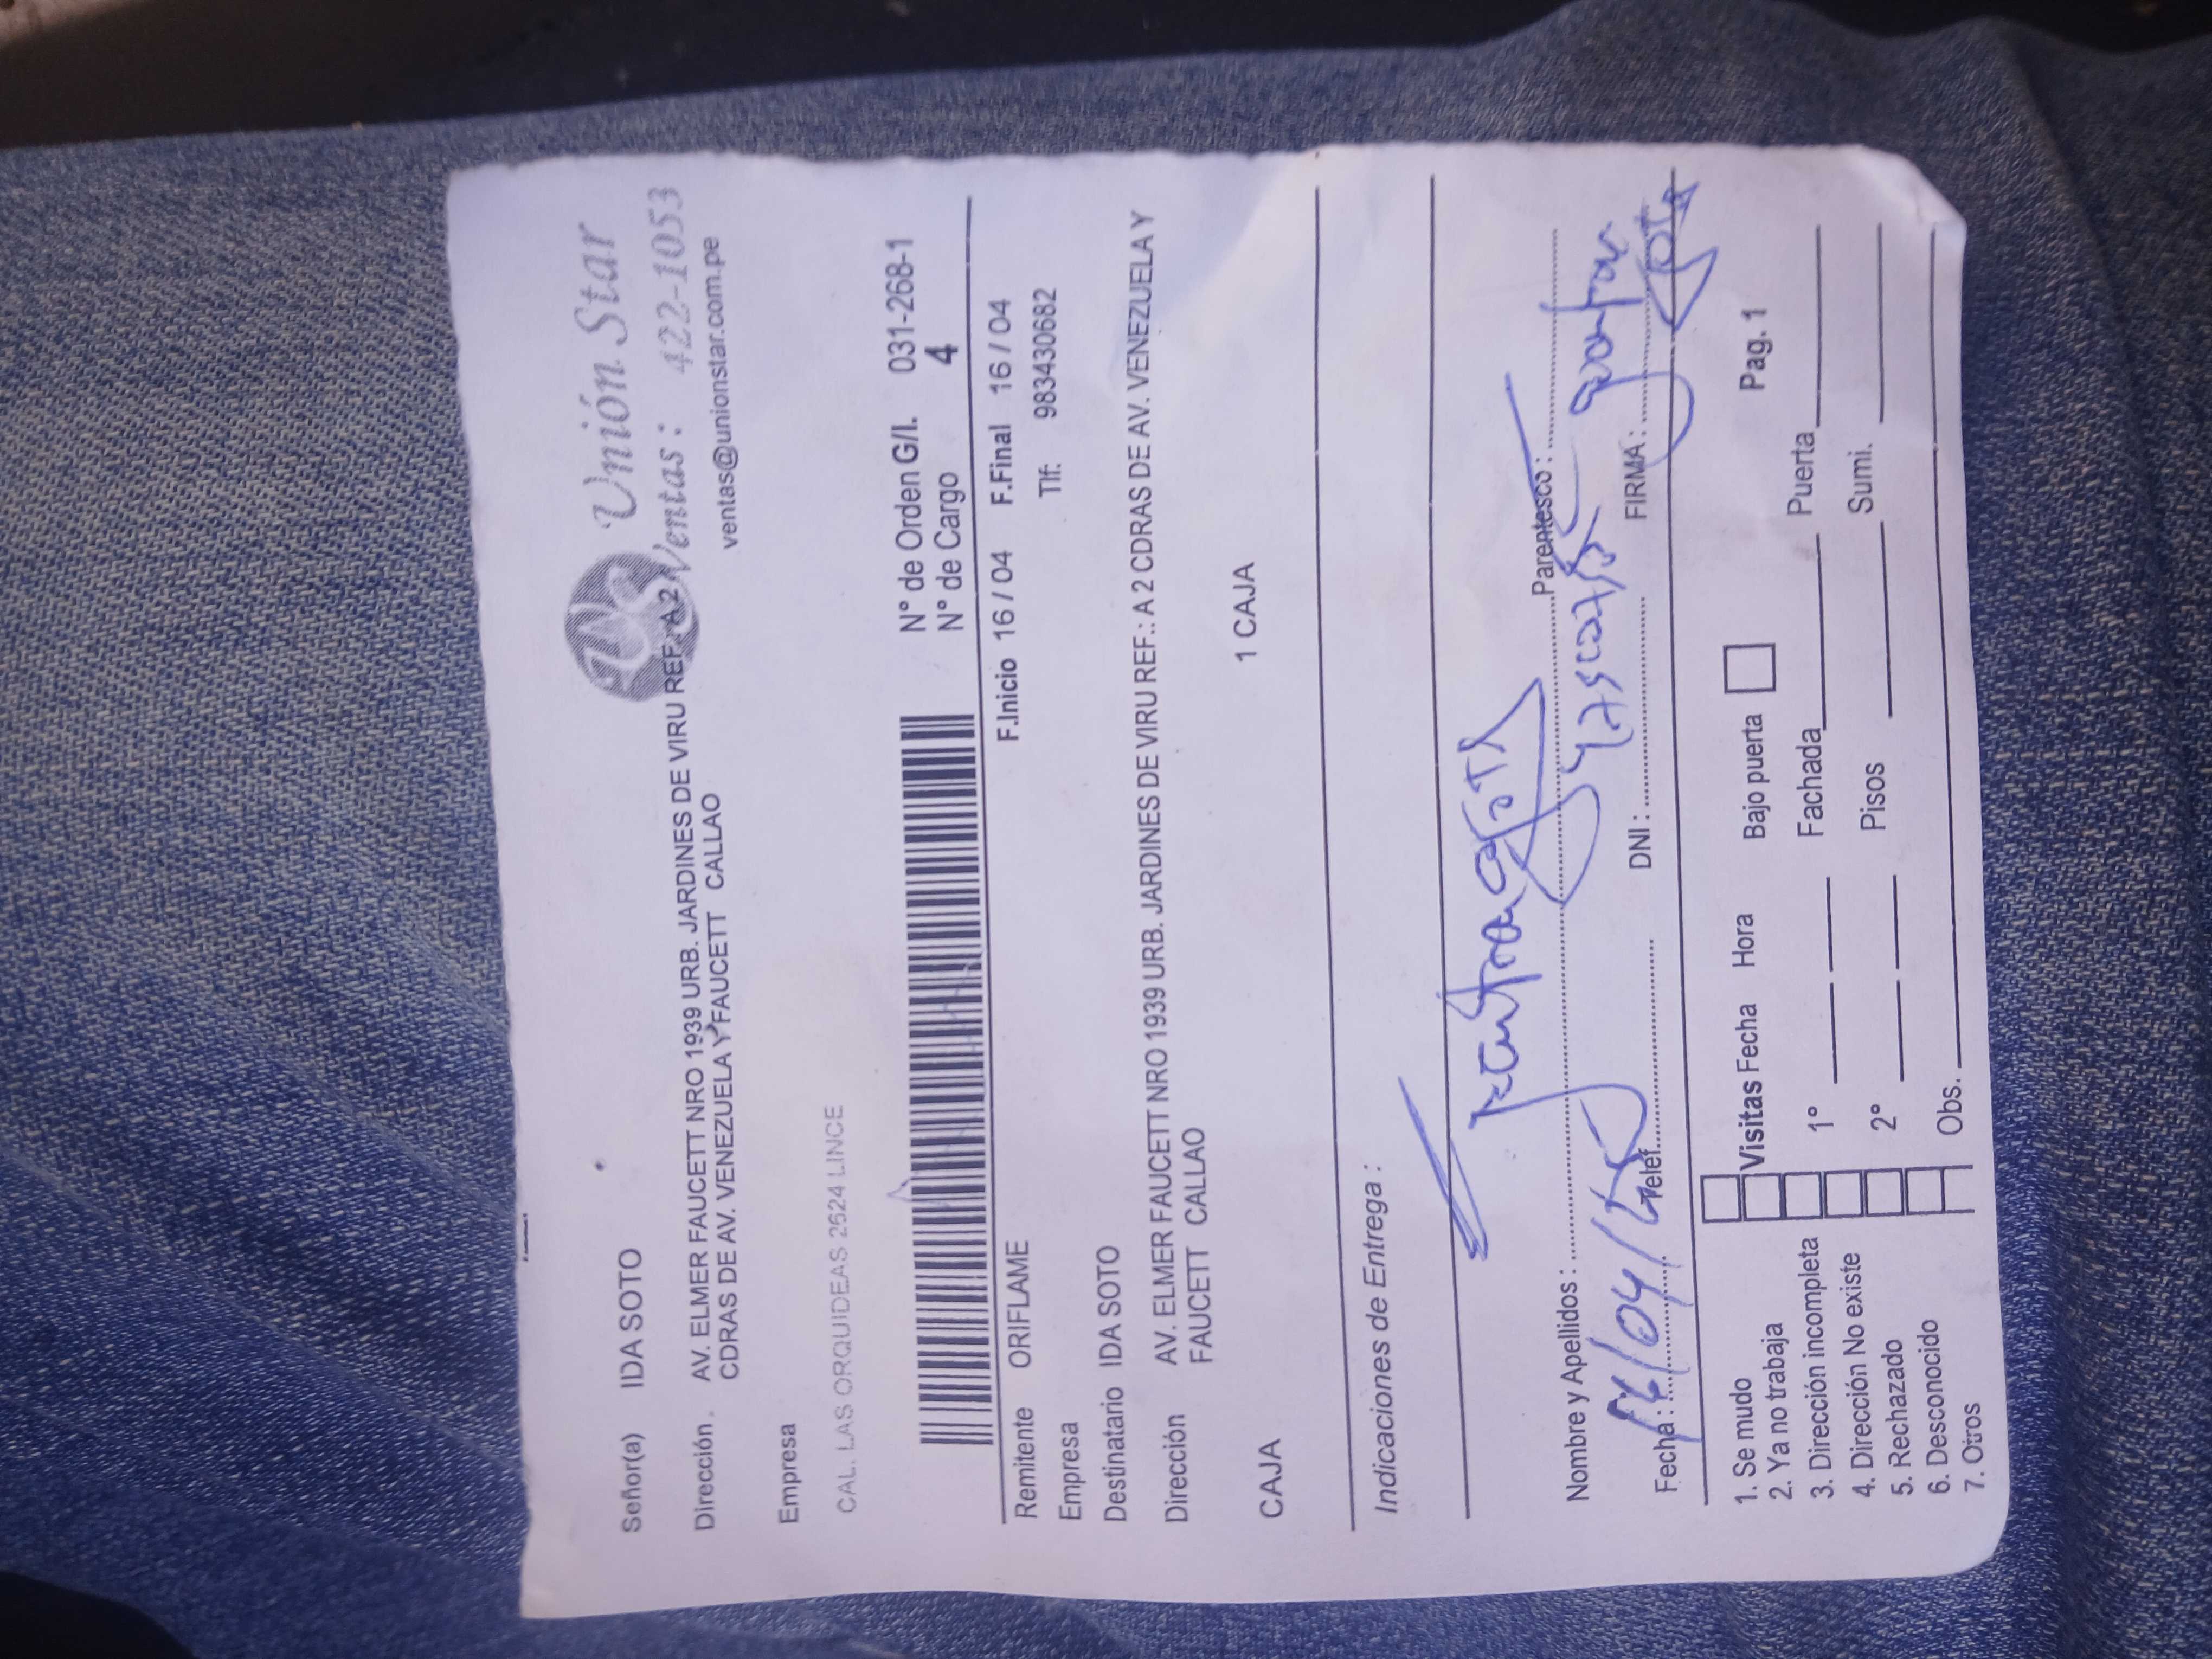 Unión Star
Ventas: 422-1053
ventas@unionstar.com.pe
Señor(a) IDA SOTO
Dirección. AV. ELMER FAUCETT NRO 1939 URB. JARDINES DE VIRU REF.: A 2
CDRAS DE AV. VENEZUELA Y FAUCETT CALLAO
Empresa
CAL. LAS ORQUIDEAS 2624 LINCE
N° de Orden G/I. 031-268-1
N° de Cargo 4
F.Inicio 16 / 04 F.Final 16 / 04
Remitente ORIFLAME Tlf: 983430682
Empresa
Destinatario IDA SOTO
Dirección AV. ELMER FAUCETT NRO 1939 URB. JARDINES DE VIRU REF.: A 2 CDRAS DE AV. VENEZUELA Y
FAUCETT CALLAO
CAJA 1 CAJA
Indicaciones de Entrega :
Nombre y Apellidos : Parentesco :
Fecha : 16/04/ Telef. DNI : FIRMA :
1. Se mudo
2. Ya no trabaja
3. Dirección incompleta
4. Dirección No existe
5. Rechazado
6. Desconocido
7. Otros
Visitas Fecha Hora Bajo puerta Pag. 1
1° Fachada Puerta
2° Pisos Sumi.
Obs.